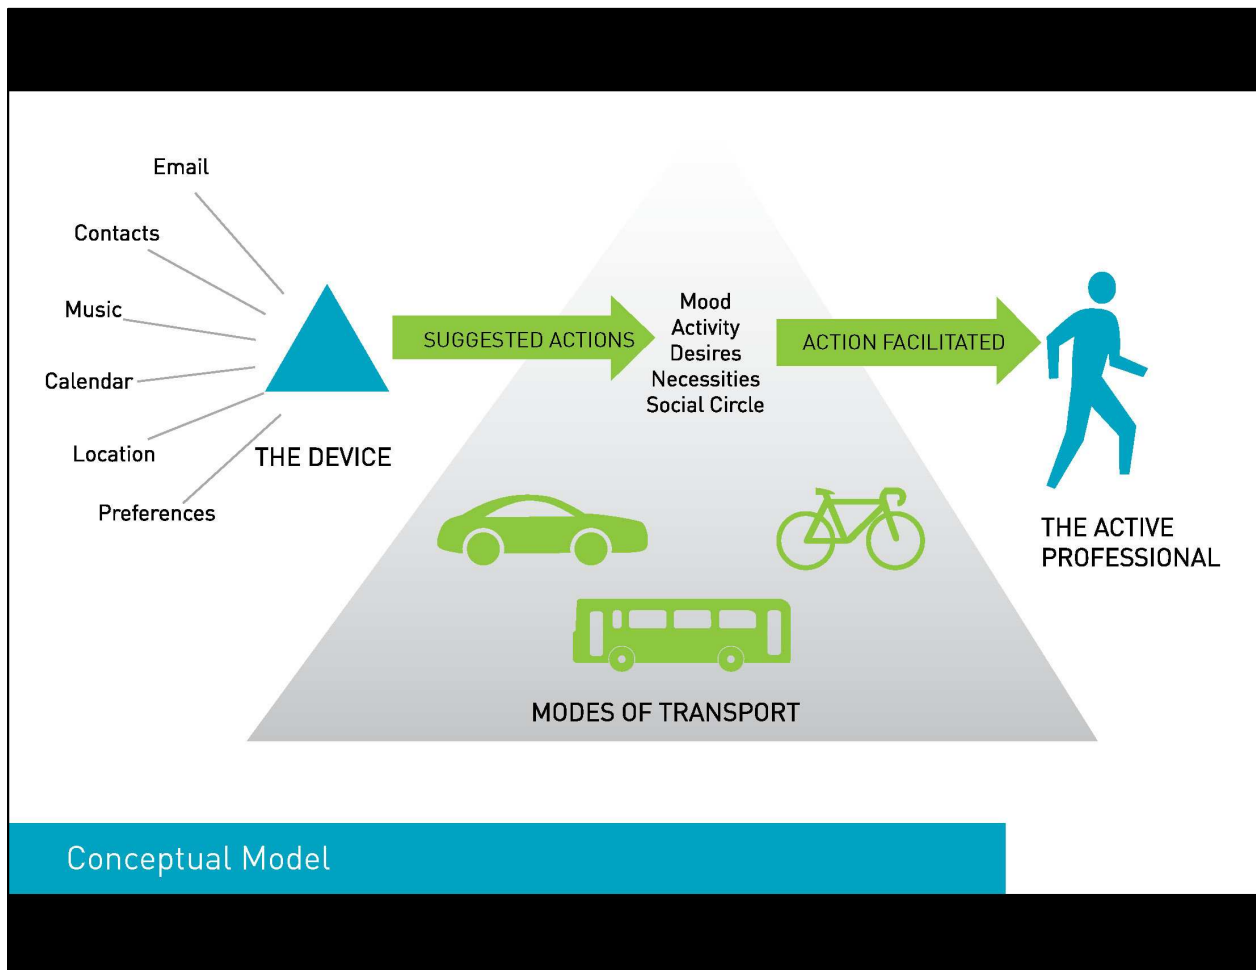 Email
Contacts
Music
Calendar
Location
Preferences
THE DEVICE
SUGGESTED ACTIONS
Mood
Activity
Desires
Necessities
Social Circle
ACTION FACILITATED
THE ACTIVE
PROFESSIONAL
MODES OF TRANSPORT
Conceptual Model